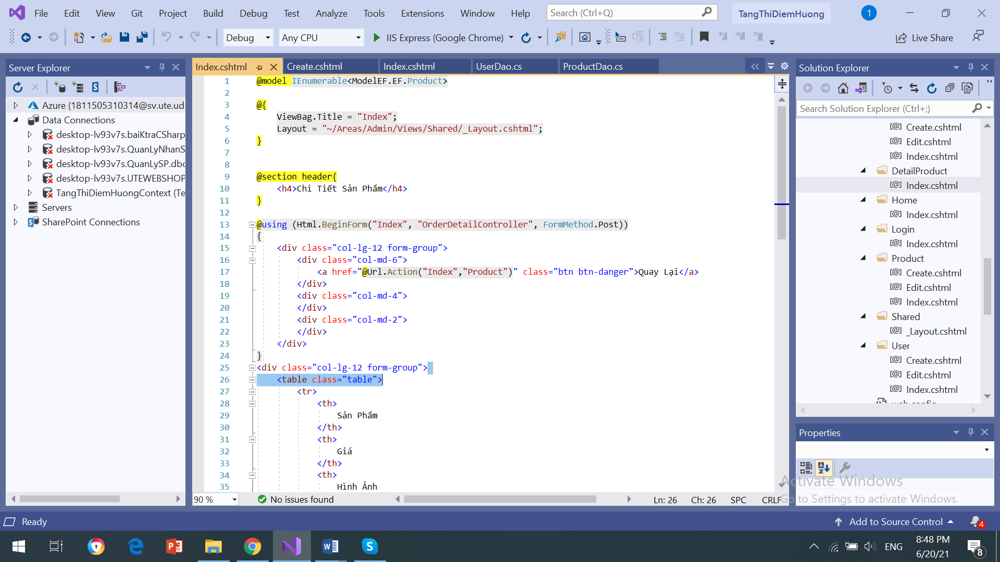 File Edit View Git Project Build Debug Test Analyze Tools Extensions Window Help Search (Ctrl+Q) TangThiDiemHuong 1
Debug Any CPU IIS Express (Google Chrome) Live Share
Server Explorer
Azure (1811505310314@sv.ute.ud
Data Connections
desktop-lv93v7s.baiKtraCSharp
desktop-lv93v7s.QuanLyNhanS
desktop-lv93v7s.QuanLySP.dbo
desktop-lv93v7s.UTEWEBSHOP
TangThiDiemHuongContext (Te
Servers
SharePoint Connections
Index.cshtml Create.cshtml Index.cshtml UserDao.cs ProductDao.cs
1 @model IEnumerable<ModelEF.EF.Product>
2
3 @{
4 ViewBag.Title = "Index";
5 Layout = "~/Areas/Admin/Views/Shared/_Layout.cshtml";
6 }
7
8
9 @section header{
10 <h4>Chi Tiết Sản Phẩm</h4>
11 }
12
13 @using (Html.BeginForm("Index", "OrderDetailController", FormMethod.Post))
14 {
15 <div class="col-lg-12 form-group">
16 <div class="col-md-6">
17 <a href="@Url.Action("Index","Product")" class="btn btn-danger">Quay Lại</a>
18 </div>
19 <div class="col-md-4">
20 </div>
21 <div class="col-md-2">
22 </div>
23 </div>
24 }
25 <div class="col-lg-12 form-group">
26 <table class="table">
27 <tr>
28 <th>
29 Sản Phẩm
30 </th>
31 <th>
32 Giá
33 </th>
34 <th>
35 Hình Ảnh
90 % No issues found Ln: 26 Ch: 26 SPC CRLF
Solution Explorer
Search Solution Explorer (Ctrl+;)
Create.cshtml
Edit.cshtml
Index.cshtml
DetailProduct
Index.cshtml
Home
Index.cshtml
Login
Index.cshtml
Product
Create.cshtml
Edit.cshtml
Index.cshtml
Shared
_Layout.cshtml
User
Create.cshtml
Edit.cshtml
Index.cshtml
Properties
Activate Windows
Go to Settings to activate Windows.
Ready Add to Source Control 4
ENG 8:48 PM
6/20/21 8